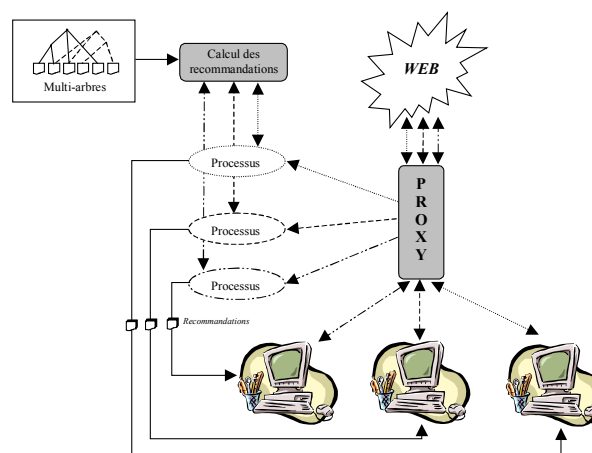 Calcul des
recommandations
WEB
Multi-arbres
Processus
P
R
O
X
Y
Processus
Processus
Recommandations